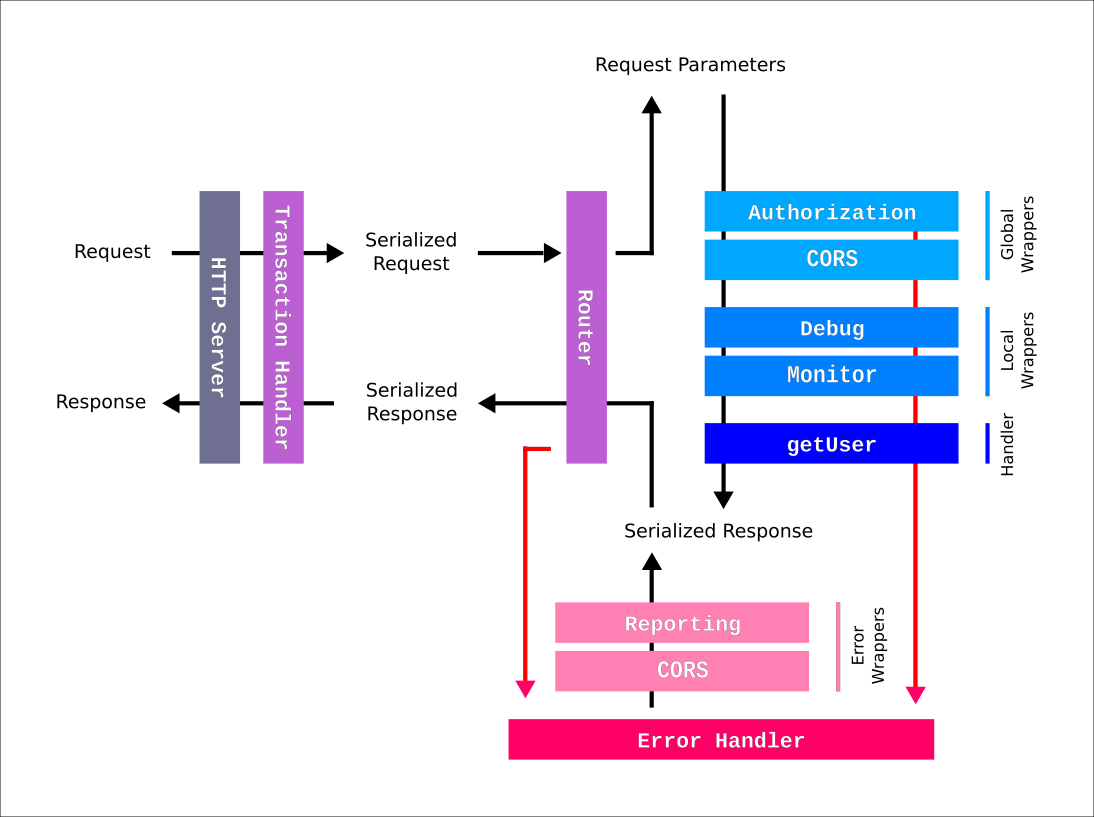 Request Parameters
Request
HTTP Server
Transaction Handler
Serialized
Request
Router
Authorization
CORS
Global
Wrappers
Debug
Monitor
Local
Wrappers
getUser
Handler
Response
Serialized
Response
Serialized Response
Reporting
CORS
Error
Wrappers
Error Handler